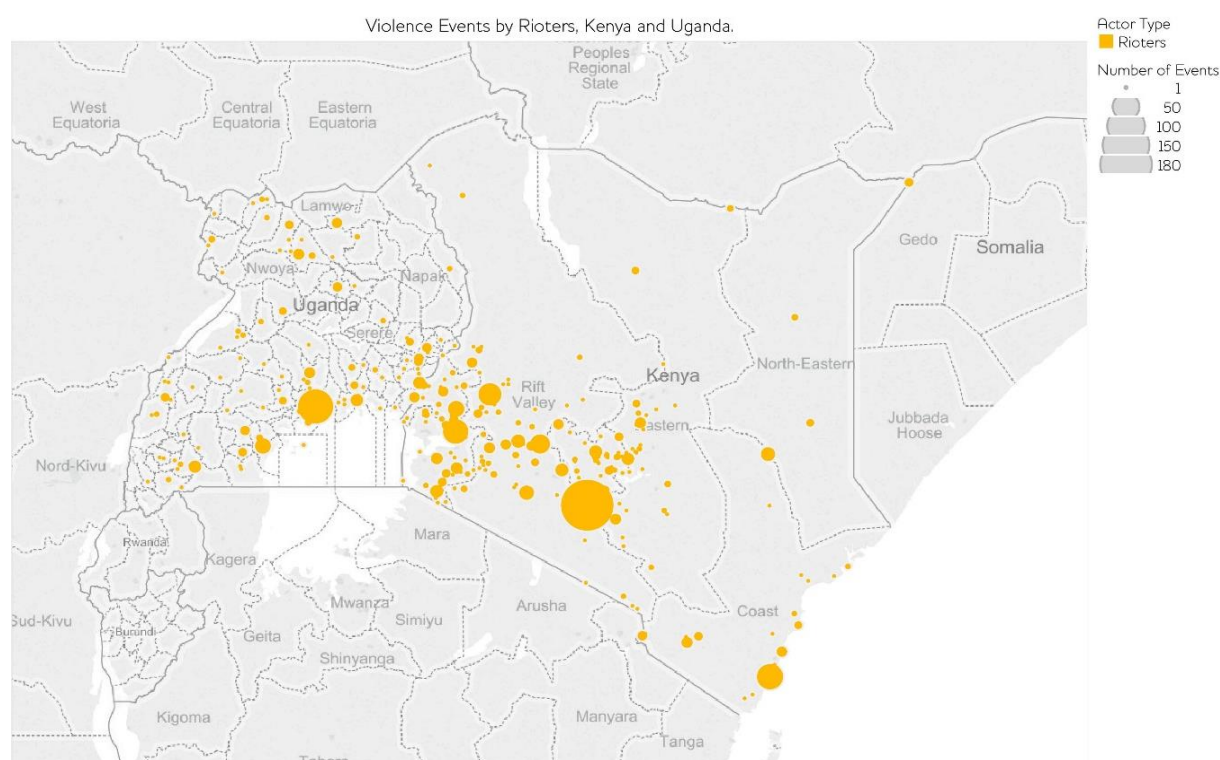 Violence Events by Rioters, Kenya and Uganda.
Actor Type
Rioters
Number of Events
1
50
100
150
180
Peoples
Regional
State
West
Equatoria
Central
Equatoria
Eastern
Equatoria
Lamwo
Gedo
Somalia
Nwoya
Napak
Uganda
Serere
North-Eastern
Kenya
Rift
Valley
Jubbada
Hoose
Eastern
Nord-Kivu
Mara
Rwanda
Kagera
Mwanza
Arusha
Coast
Simiyu
Sud-Kivu
Burundi
Geita
Shinyanga
Kigoma
Manyara
Tanga